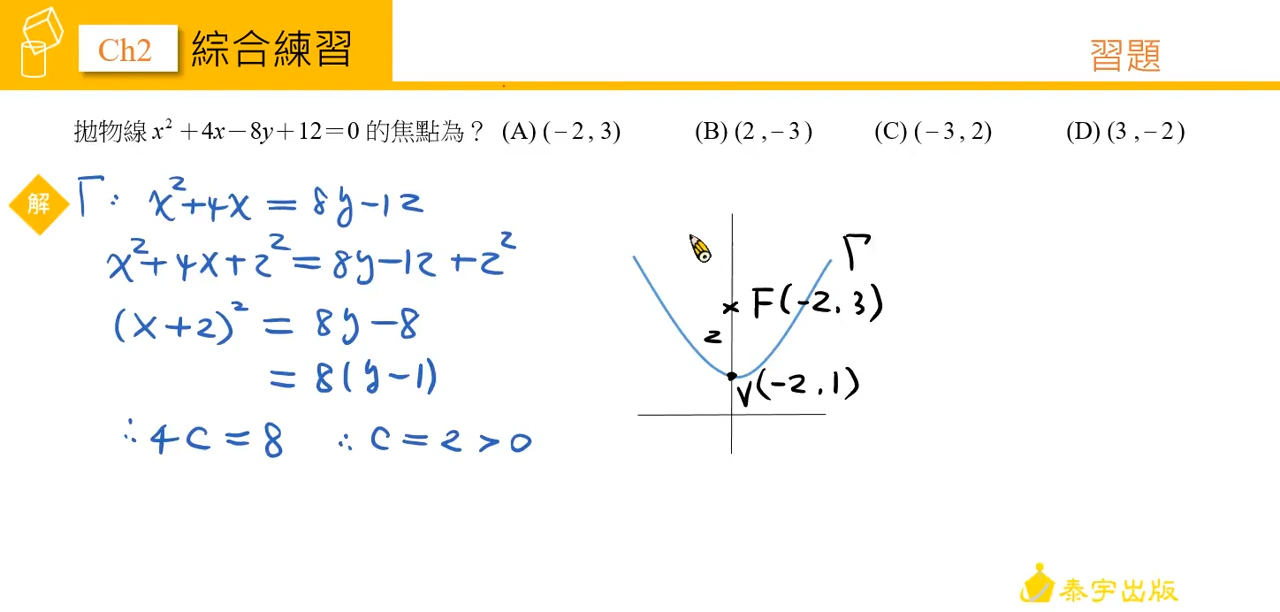 Ch2 綜合練習
習題
拋物線 x²+4x−8y+12=0 的焦點為？ (A) (−2, 3) (B) (2, −3) (C) (−3, 2) (D) (3, −2)
解 Γ: x²+4x = 8y−12
x²+4x+2² = 8y−12+2²
(x+2)² = 8y−8
= 8(y−1)
∴4c=8 ∴c=2>0
Γ
F(−2, 3)
2
V(−2, 1)
泰宇出版